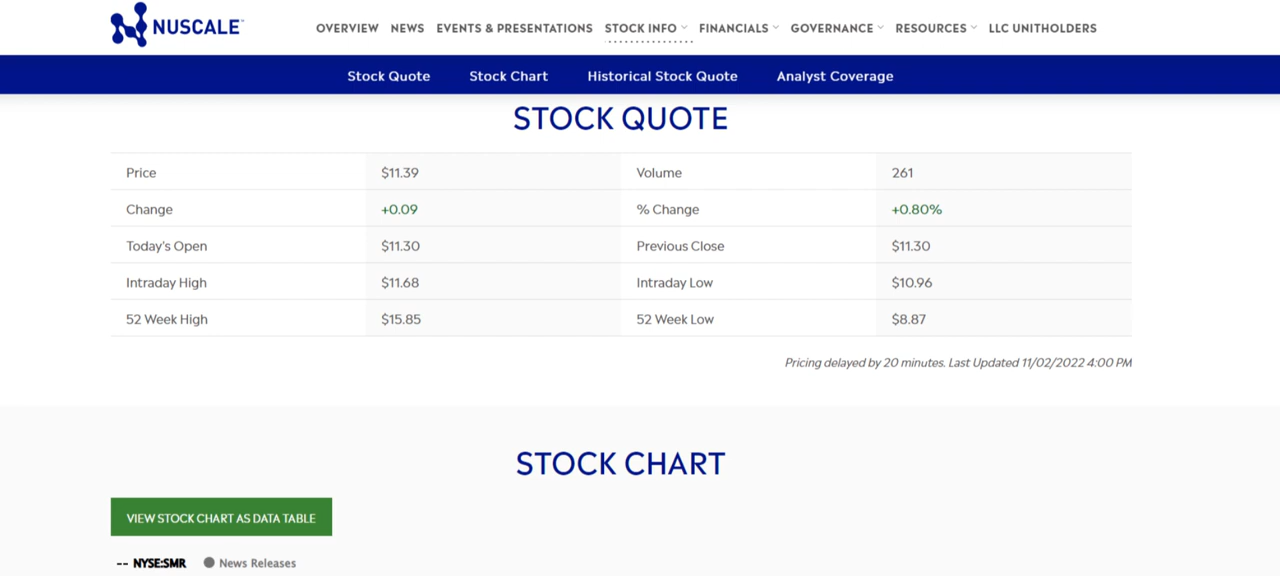 NUSCALE™ OVERVIEW NEWS EVENTS & PRESENTATIONS STOCK INFO FINANCIALS GOVERNANCE RESOURCES LLC UNITHOLDERS
Stock Quote Stock Chart Historical Stock Quote Analyst Coverage
STOCK QUOTE
Price $11.39 Volume 261
Change +0.09 % Change +0.80%
Today's Open $11.30 Previous Close $11.30
Intraday High $11.68 Intraday Low $10.96
52 Week High $15.85 52 Week Low $8.87
Pricing delayed by 20 minutes. Last Updated 11/02/2022 4:00 PM
STOCK CHART
VIEW STOCK CHART AS DATA TABLE
-- NYSE:SMR News Releases